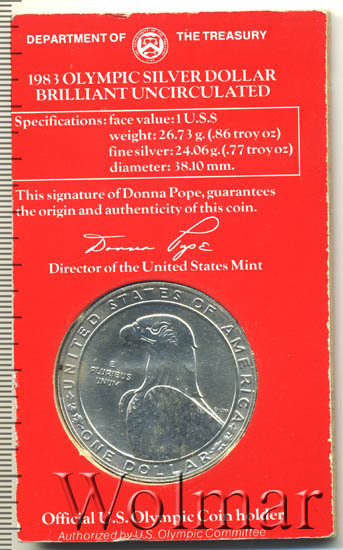 DEPARTMENT OF THE TREASURY
1983 OLYMPIC SILVER DOLLAR
BRILLIANT UNCIRCULATED
Specifications: face value: 1 U.S.$
weight: 26.73 g. (.86 troy oz)
fine silver: 24.06 g. (.77 troy oz)
diameter: 38.10 mm.
This signature of Donna Pope, guarantees
the origin and authenticity of this coin.
Donna Pope
Director of the United States Mint
UNITED STATES OF AMERICA
E
PLURIBUS
UNUM
ONE DOLLAR
Wolmar
Official U.S. Olympic Coin holder
Authorized by U.S. Olympic Committee